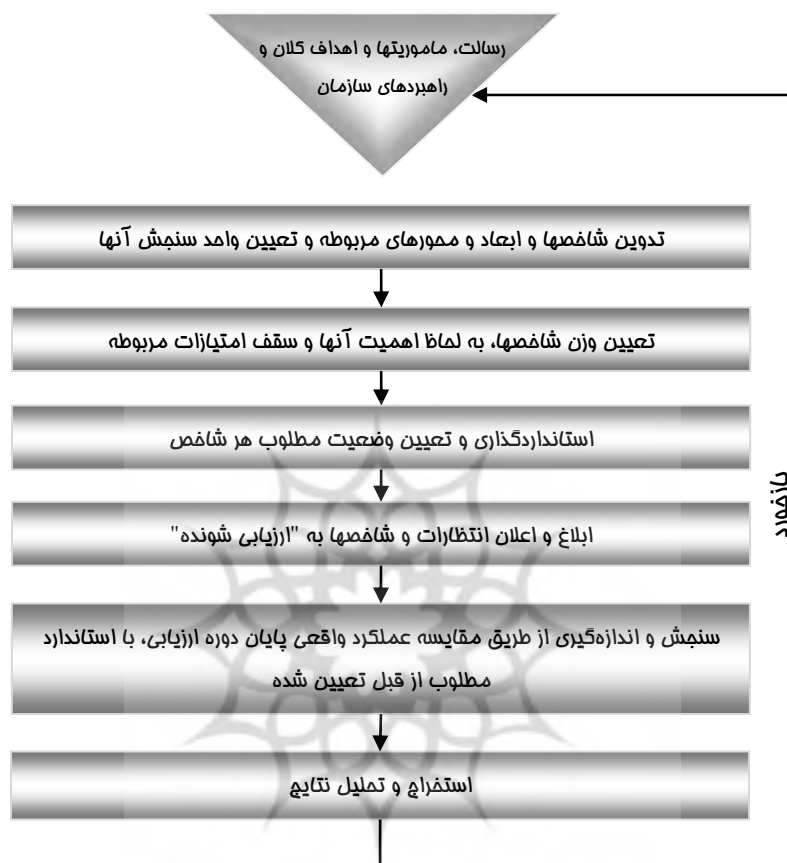 رسالت، ماموریتها و اهداف کلان و
راهبردهای سازمان
تدوین شاخصها و ابعاد و محورهای مربوطه و تعیین واحد سنجش آنها
تعیین وزن شاخصها، به لحاظ اهمیت آنها و سقف امتیازات مربوطه
استانداردگذاری و تعیین وضعیت مطلوب هر شاخص
ابلاغ و اعلان انتظارات و شاخصها به "ارزیابی شونده"
سنجش و اندازه‌گیری از طریق مقایسه عملکرد واقعی پایان دوره ارزیابی، با استاندارد
مطلوب از قبل تعیین شده
استخراج و تحلیل نتایج
بازخورد